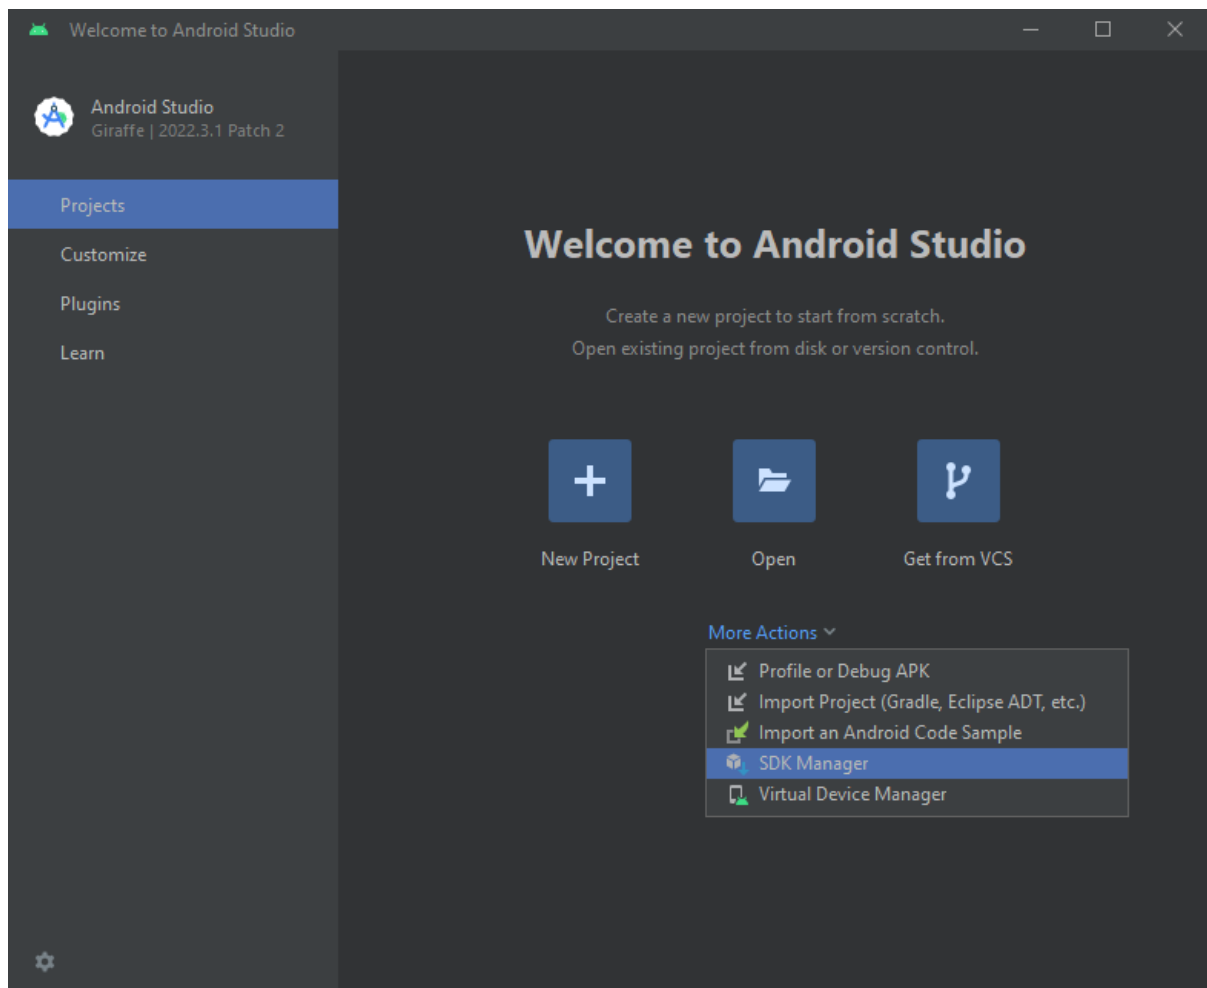 Welcome to Android Studio
Android Studio
Giraffe | 2022.3.1 Patch 2
Projects
Customize
Plugins
Learn
Welcome to Android Studio
Create a new project to start from scratch.
Open existing project from disk or version control.
New Project
Open
Get from VCS
More Actions
Profile or Debug APK
Import Project (Gradle, Eclipse ADT, etc.)
Import an Android Code Sample
SDK Manager
Virtual Device Manager